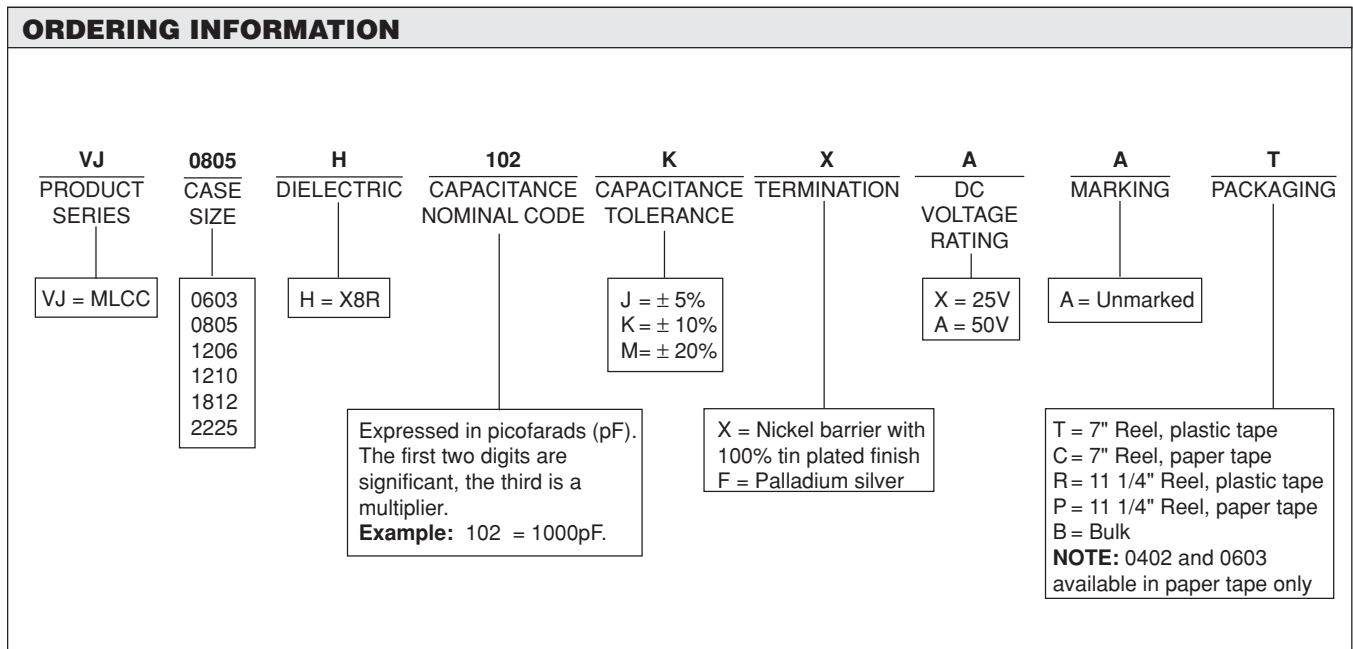 ORDERING INFORMATION
VJ 0805 H 102 K X A A T
PRODUCT SERIES
CASE SIZE
DIELECTRIC
CAPACITANCE NOMINAL CODE
CAPACITANCE TOLERANCE
TERMINATION
DC VOLTAGE RATING
MARKING
PACKAGING
VJ = MLCC
0603
0805
1206
1210
1812
2225
H = X8R
Expressed in picofarads (pF).
The first two digits are
significant, the third is a
multiplier.
Example: 102 = 1000pF.
J = ± 5%
K = ± 10%
M= ± 20%
X = Nickel barrier with
100% tin plated finish
F = Palladium silver
X = 25V
A = 50V
A = Unmarked
T = 7" Reel, plastic tape
C = 7" Reel, paper tape
R = 11 1/4" Reel, plastic tape
P = 11 1/4" Reel, paper tape
B = Bulk
NOTE: 0402 and 0603
available in paper tape only